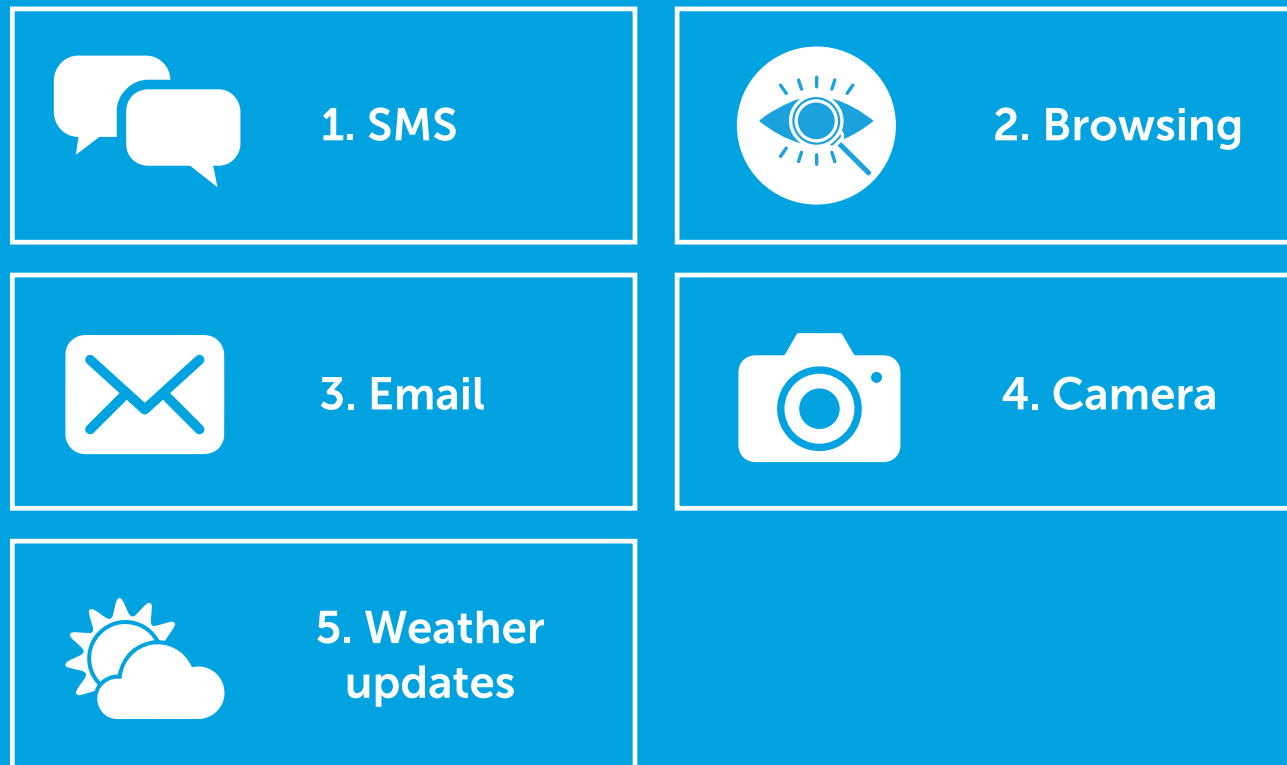 1. SMS
2. Browsing
3. Email
4. Camera
5. Weather
updates